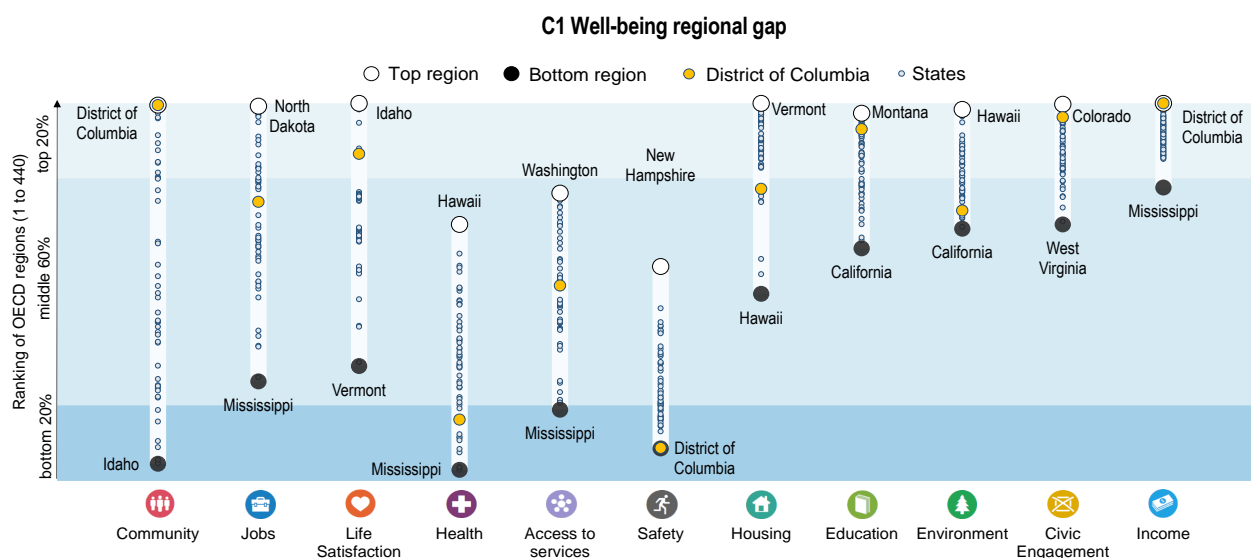 C1 Well-being regional gap
Top region
Bottom region
District of Columbia
States
Ranking of OECD regions (1 to 440)
top 20%
middle 60%
bottom 20%
District of
Columbia
Idaho
North
Dakota
Mississippi
Idaho
Vermont
Hawaii
Mississippi
Washington
Mississippi
New
Hampshire
District of
Columbia
Vermont
Hawaii
Montana
California
Hawaii
California
Colorado
West
Virginia
District of
Columbia
Mississippi
Community
Jobs
Life
Satisfaction
Health
Access to
services
Safety
Housing
Education
Environment
Civic
Engagement
Income